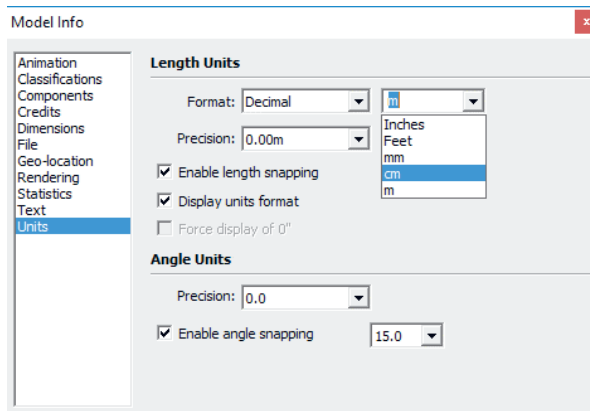 Model Info
x
Animation
Classifications
Components
Credits
Dimensions
File
Geo-location
Rendering
Statistics
Text
Units
Length Units
Format: Decimal m
Inches
Feet
mm
cm
m
Precision: 0.00m
Enable length snapping
Display units format
Force display of 0"
Angle Units
Precision: 0.0
Enable angle snapping 15.0